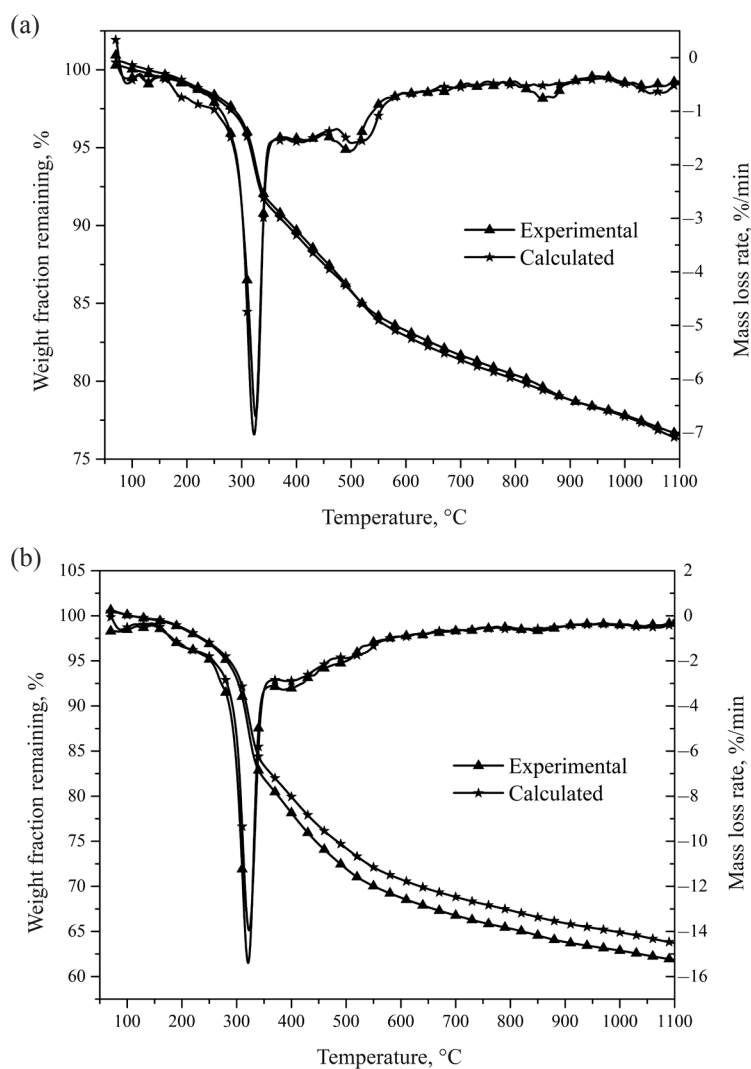 (a)
100
95
90
85
80
75
Weight fraction remaining, %
0
–1
–2
–3
–4
–5
–6
–7
Mass loss rate, %/min
Experimental
Calculated
100 200 300 400 500 600 700 800 900 1000 1100
Temperature, °C
(b)
105
100
95
90
85
80
75
70
65
60
Weight fraction remaining, %
2
0
–2
–4
–6
–8
–10
–12
–14
–16
Mass loss rate, %/min
Experimental
Calculated
100 200 300 400 500 600 700 800 900 1000 1100
Temperature, °C